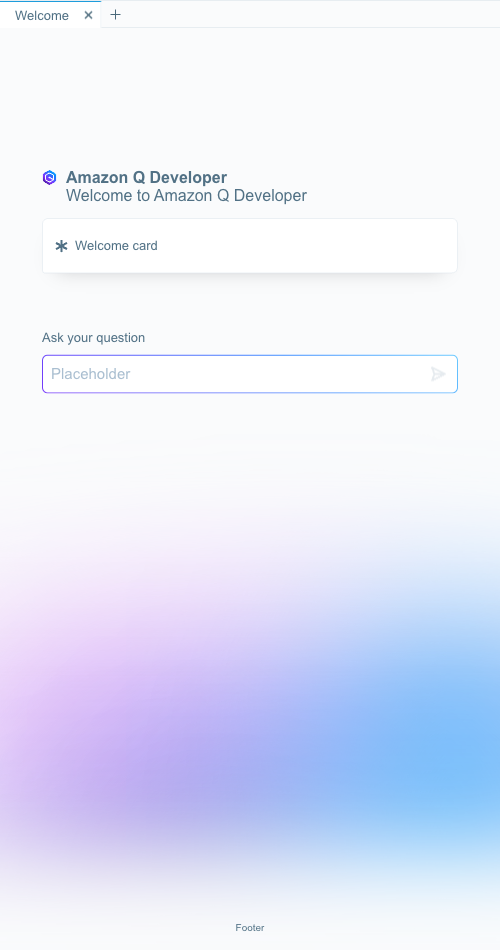 Welcome
Amazon Q Developer
Welcome to Amazon Q Developer
Welcome card
Ask your question
Placeholder
Footer